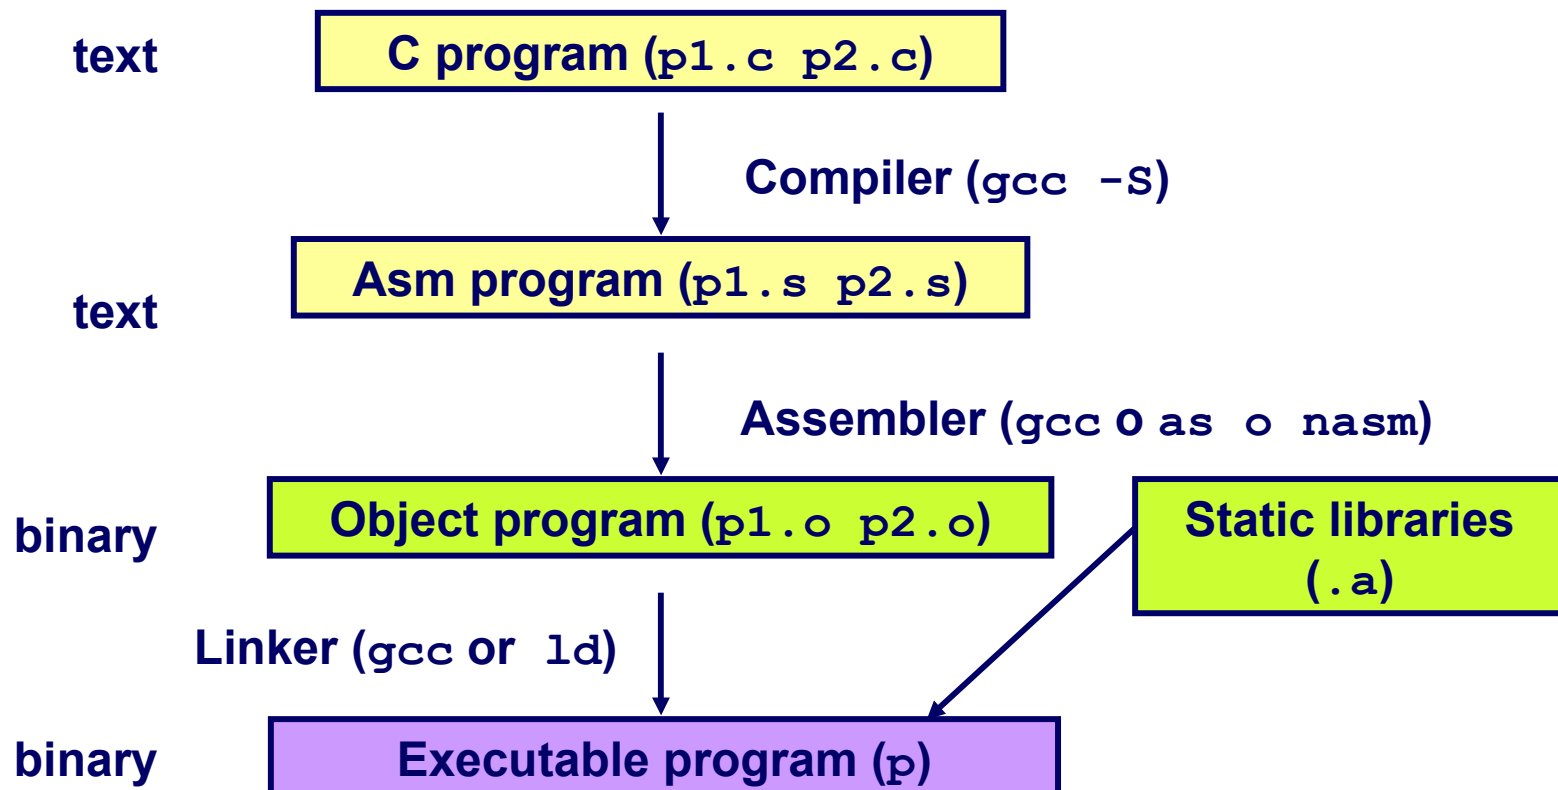 text
C program (p1.c p2.c)
Compiler (gcc -S)
text
Asm program (p1.s p2.s)
Assembler (gcc o as o nasm)
binary
Object program (p1.o p2.o)
Static libraries
(.a)
Linker (gcc or ld)
binary
Executable program (p)